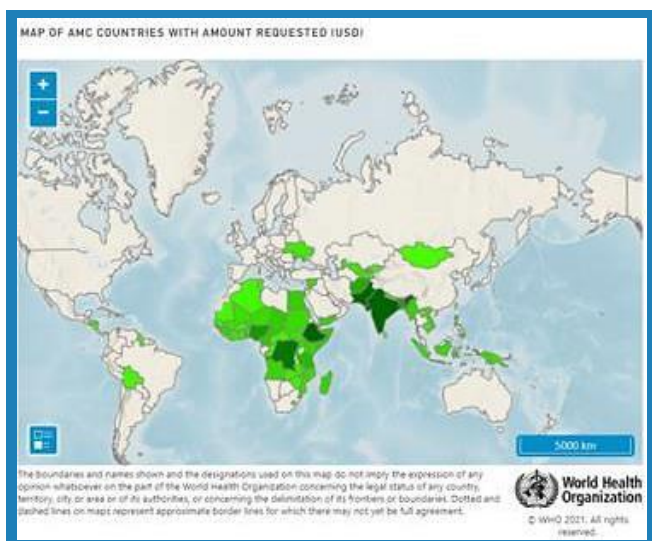 MAP OF AMC COUNTRIES WITH AMOUNT REQUESTED (USD)
+
−
5000 km
The boundaries and names shown and the designations used on this map do not imply the expression of any
opinion whatsoever on the part of the World Health Organization concerning the legal status of any country,
territory, city or area or of its authorities, or concerning the delimitation of its frontiers or boundaries. Dotted and
dashed lines on maps represent approximate border lines for which there may not yet be full agreement.
World Health
Organization
© WHO 2021. All rights
reserved.